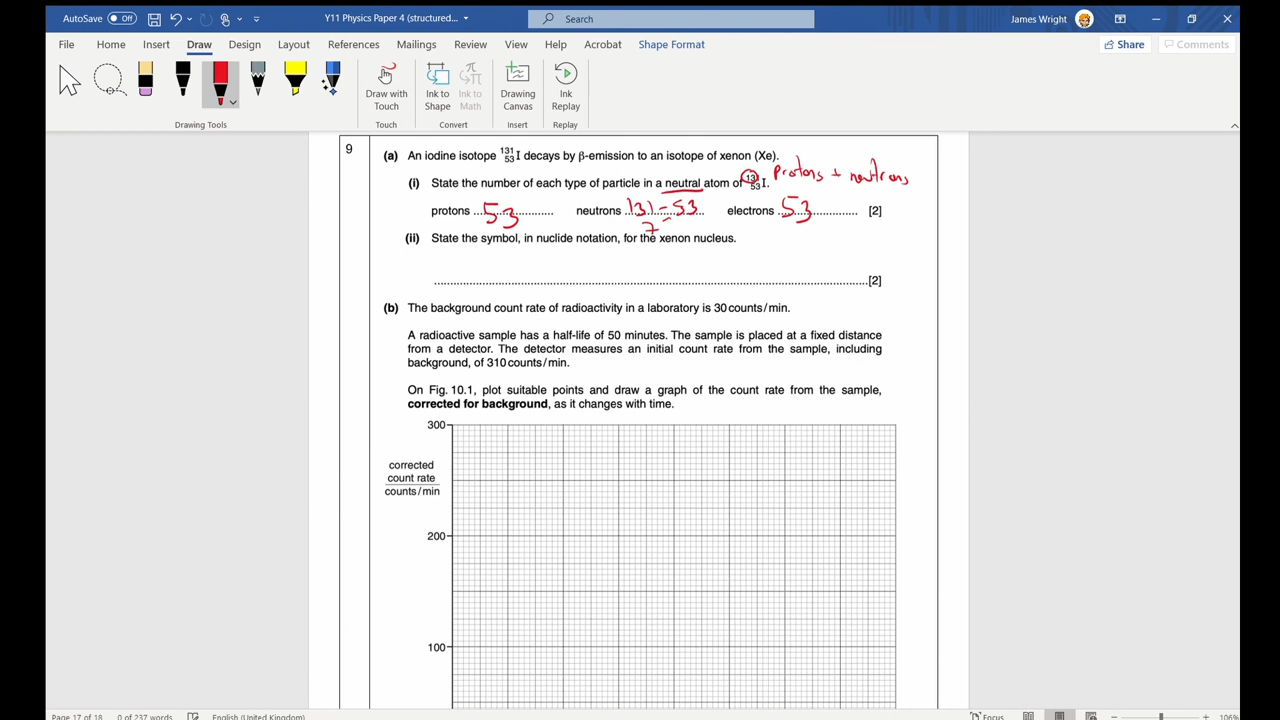 AutoSave Off Y11 Physics Paper 4 (structured... Search James Wright
File Home Insert Draw Design Layout References Mailings Review View Help Acrobat Shape Format Share Comments
Draw with Touch Ink to Shape Ink to Math Drawing Canvas Ink Replay
Drawing Tools Touch Convert Insert Replay
9
(a) An iodine isotope ¹³¹₅₃I decays by β-emission to an isotope of xenon (Xe).
Protons + neutrons
(i) State the number of each type of particle in a neutral atom of ¹³¹₅₃I.
protons 53 neutrons 131 - 53 electrons 53 [2]
= 7
(ii) State the symbol, in nuclide notation, for the xenon nucleus.
[2]
(b) The background count rate of radioactivity in a laboratory is 30 counts/min.
A radioactive sample has a half-life of 50 minutes. The sample is placed at a fixed distance
from a detector. The detector measures an initial count rate from the sample, including
background, of 310 counts/min.
On Fig. 10.1, plot suitable points and draw a graph of the count rate from the sample,
corrected for background, as it changes with time.
300
corrected
count rate
counts/min
200
100
Page 17 of 18 0 of 237 words English (United Kingdom) Focus 106%